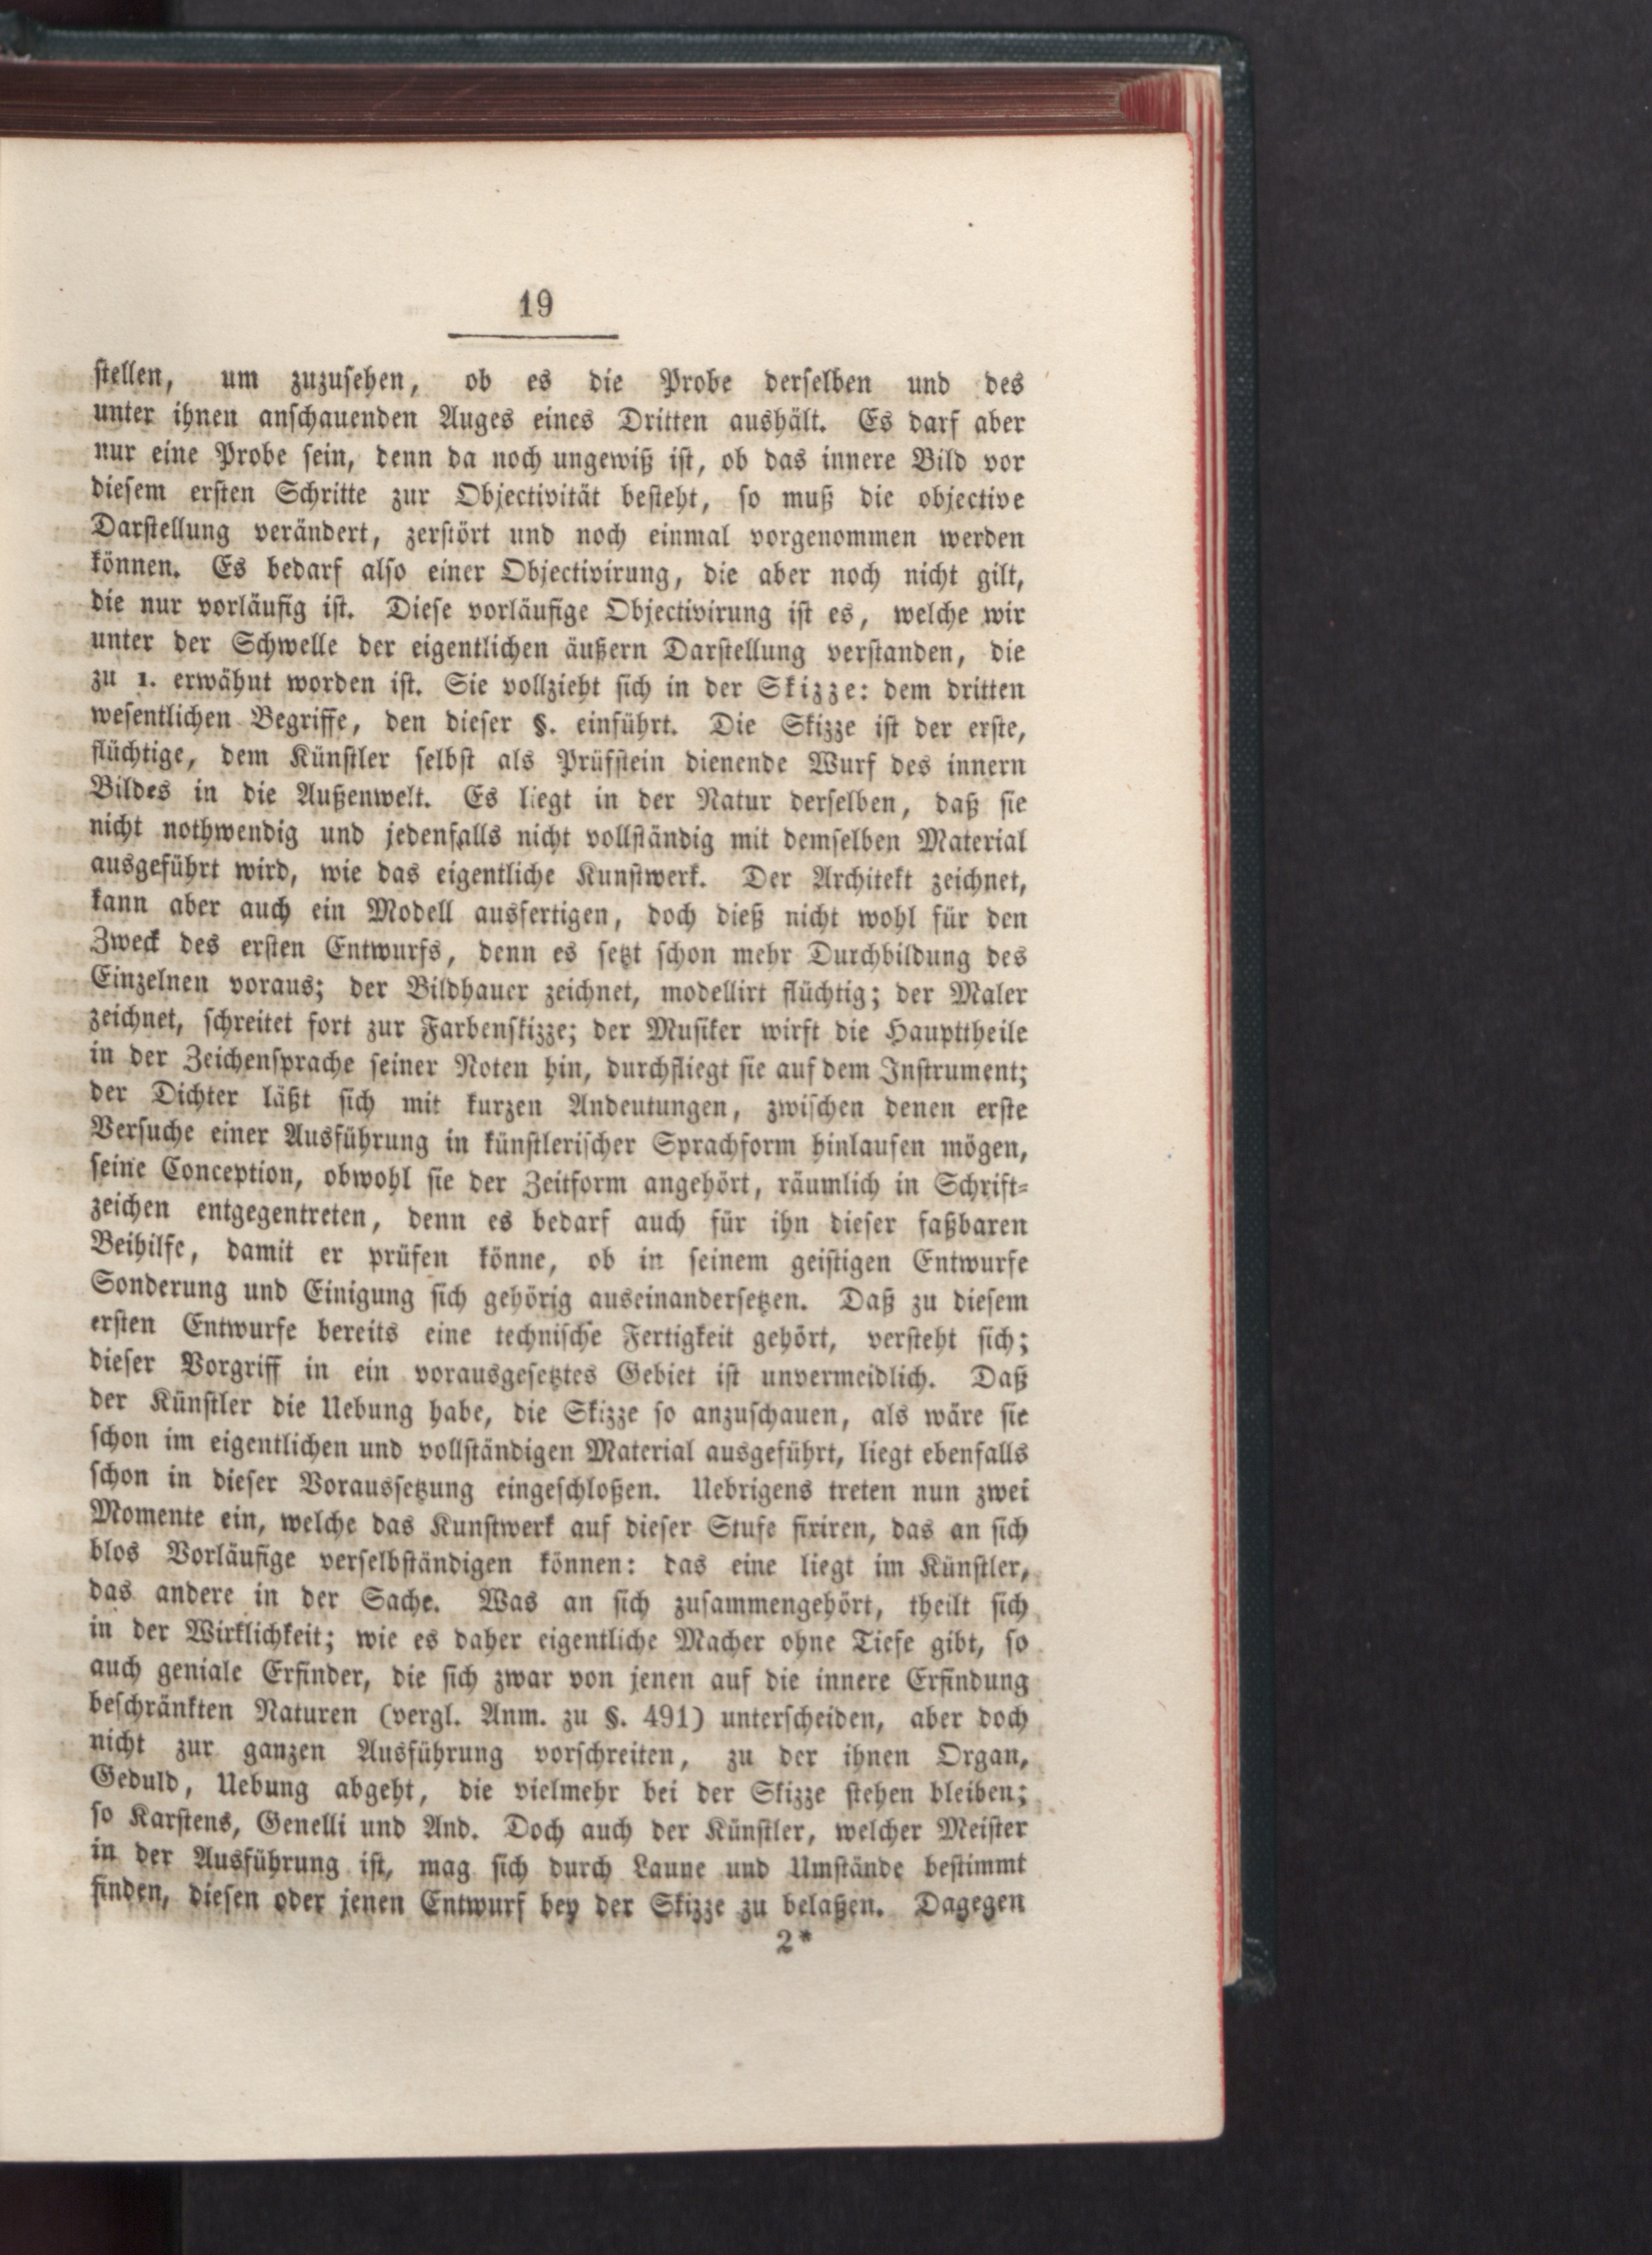 19
stellen, um zuzusehen, ob es die Probe derselben und des
unter ihnen anschauenden Auges eines Dritten aushält. Es darf aber
nur eine Probe sein, denn da noch ungewiß ist, ob das innere Bild vor
diesem ersten Schritte zur Objectivität besteht, so muß die objective
Darstellung verändert, zerstört und noch einmal vorgenommen werden
können. Es bedarf also einer Objectivirung, die aber noch nicht gilt,
die nur vorläufig ist. Diese vorläufige Objectivirung ist es, welche wir
unter der Schwelle der eigentlichen äußern Darstellung verstanden, die
zu 1. erwähnt worden ist. Sie vollzieht sich in der Skizze: dem dritten
wesentlichen Begriffe, den dieser §. einführt. Die Skizze ist der erste,
flüchtige, dem Künstler selbst als Prüfstein dienende Wurf des innern
Bildes in die Außenwelt. Es liegt in der Natur derselben, daß sie
nicht nothwendig und jedenfalls nicht vollständig mit demselben Material
ausgeführt wird, wie das eigentliche Kunstwerk. Der Architekt zeichnet,
kann aber auch ein Modell ausfertigen, doch dieß nicht wohl für den
Zweck des ersten Entwurfs, denn es setzt schon mehr Durchbildung des
Einzelnen voraus; der Bildhauer zeichnet, modellirt flüchtig; der Maler
zeichnet, schreitet fort zur Farbenskizze; der Musiker wirft die Haupttheile
in der Zeichensprache seiner Noten hin, durchfliegt sie auf dem Instrument;
der Dichter läßt sich mit kurzen Andeutungen, zwischen denen erste
Versuche einer Ausführung in künstlerischer Sprachform hinlaufen mögen,
seine Conception, obwohl sie der Zeitform angehört, räumlich in Schrift-
zeichen entgegentreten, denn es bedarf auch für ihn dieser faßbaren
Beihilfe, damit er prüfen könne, ob in seinem geistigen Entwurfe
Sonderung und Einigung sich gehörig auseinandersetzen. Daß zu diesem
ersten Entwurfe bereits eine technische Fertigkeit gehört, versteht sich;
dieser Vorgriff in ein vorausgesetztes Gebiet ist unvermeidlich. Daß
der Künstler die Uebung habe, die Skizze so anzuschauen, als wäre sie
schon im eigentlichen und vollständigen Material ausgeführt, liegt ebenfalls
schon in dieser Voraussetzung eingeschloßen. Uebrigens treten nun zwei
Momente ein, welche das Kunstwerk auf dieser Stufe fixiren, das an sich
blos Vorläufige verselbständigen können: das eine liegt im Künstler,
das andere in der Sache. Was an sich zusammengehört, theilt sich
in der Wirklichkeit; wie es daher eigentliche Macher ohne Tiefe gibt, so
auch geniale Erfinder, die sich zwar von jenen auf die innere Erfindung
beschränkten Naturen (vergl. Anm. zu §. 491) unterscheiden, aber doch
nicht zur ganzen Ausführung vorschreiten, zu der ihnen Organ,
Geduld, Uebung abgeht, die vielmehr bei der Skizze stehen bleiben;
so Karstens, Genelli und And. Doch auch der Künstler, welcher Meister
in der Ausführung ist, mag sich durch Laune und Umstände bestimmt
finden, diesen oder jenen Entwurf bey der Skizze zu belaßen. Dagegen
2*